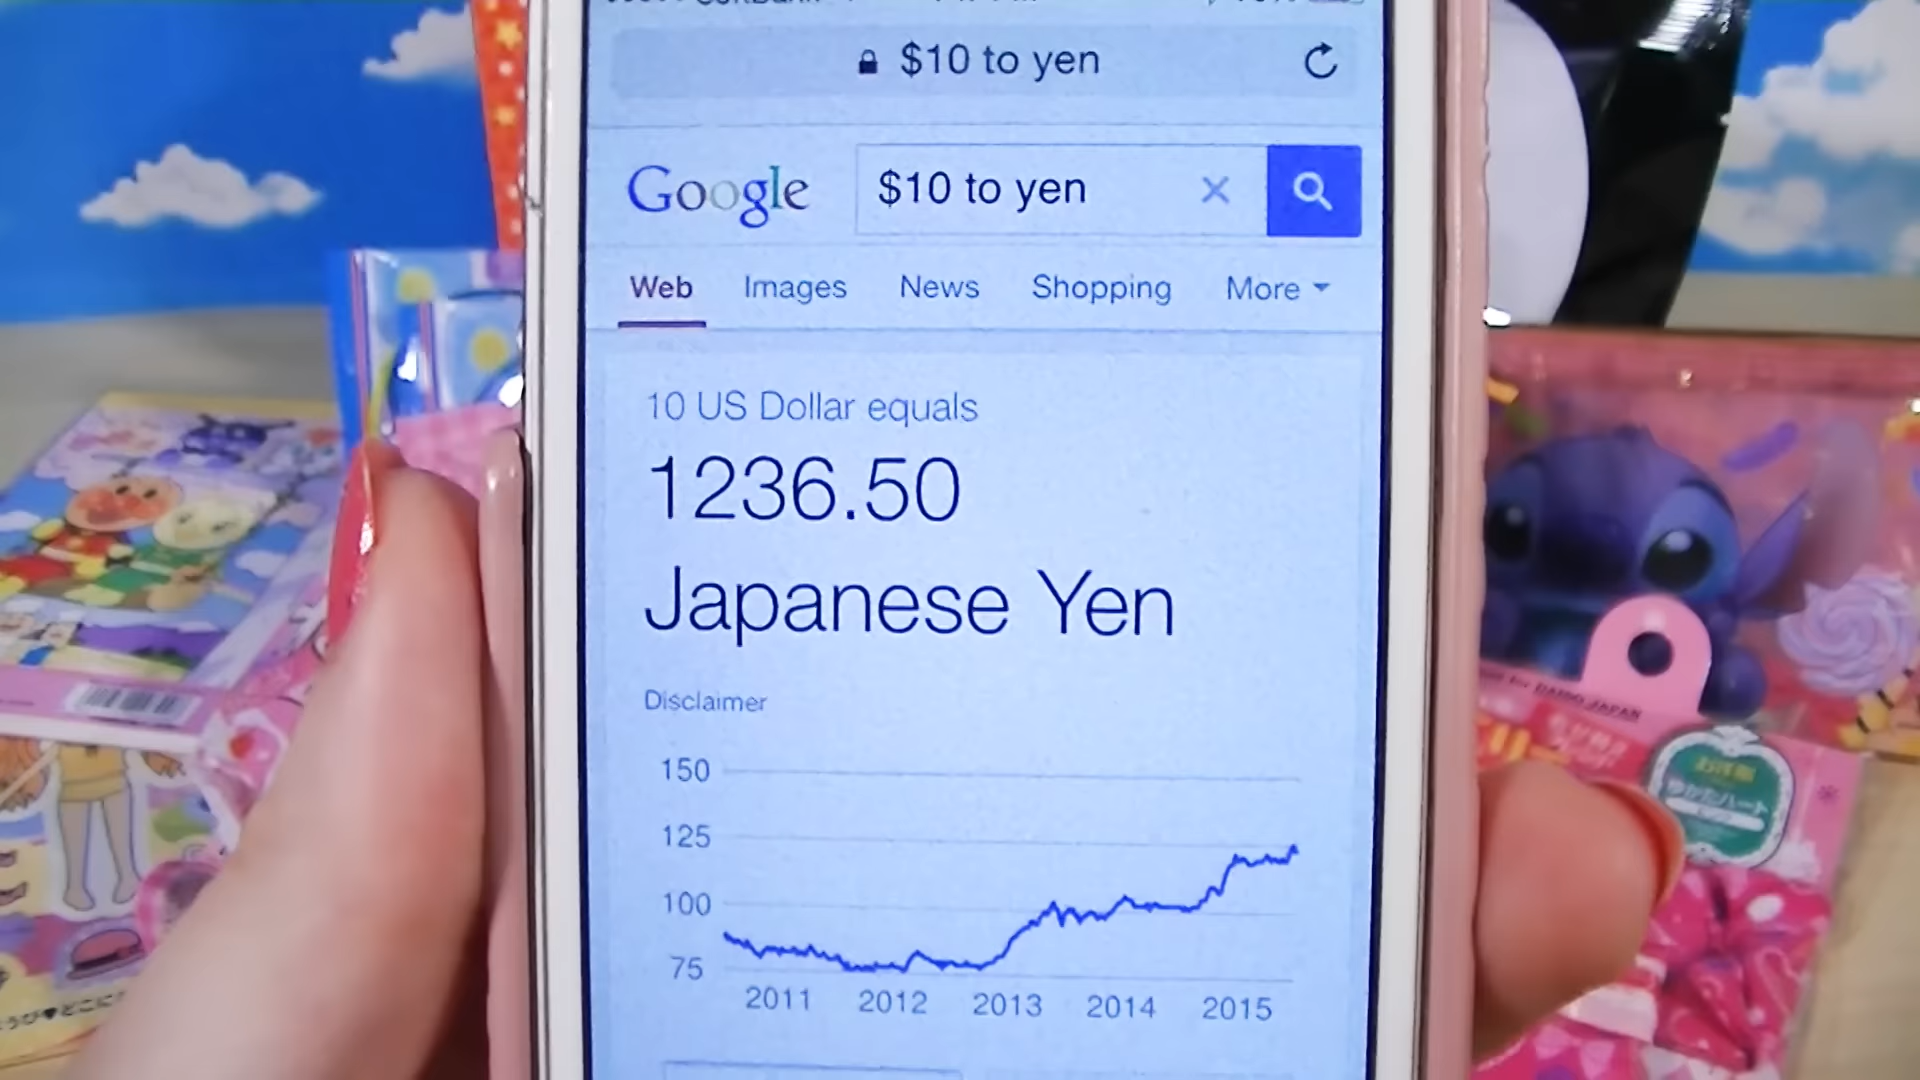 $10 to yen
Google
$10 to yen
Web Images News Shopping More
10 US Dollar equals
1236.50
Japanese Yen
Disclaimer
150
125
100
75
2011 2012 2013 2014 2015
JAPAN